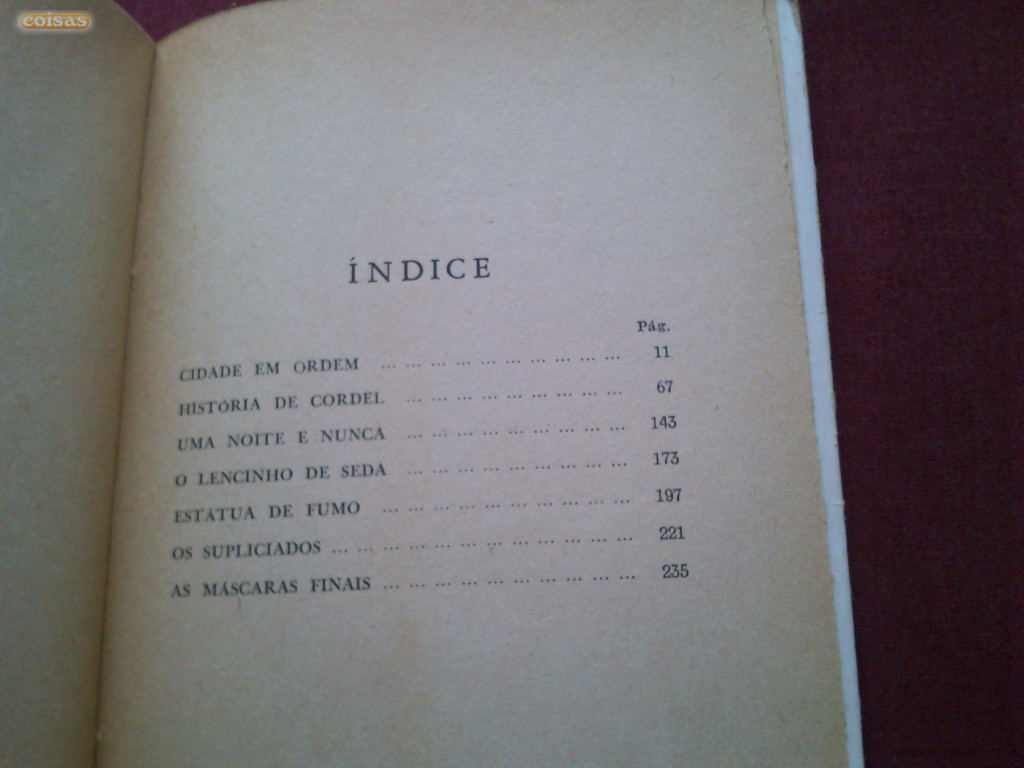 coisas
ÍNDICE
Pág.
CIDADE EM ORDEM ... ... ... ... ... ... ... ... ... ... 11
HISTÓRIA DE CORDEL ... ... ... ... ... ... ... ... ... 67
UMA NOITE E NUNCA ... ... ... ... ... ... ... ... ... 143
O LENCINHO DE SEDA ... ... ... ... ... ... ... ... ... 173
ESTÁTUA DE FUMO ... ... ... ... ... ... ... ... ... ... 197
OS SUPLICIADOS ... ... ... ... ... ... ... ... ... ... ... ... 221
AS MÁSCARAS FINAIS ... ... ... ... ... ... ... ... ... ... 235